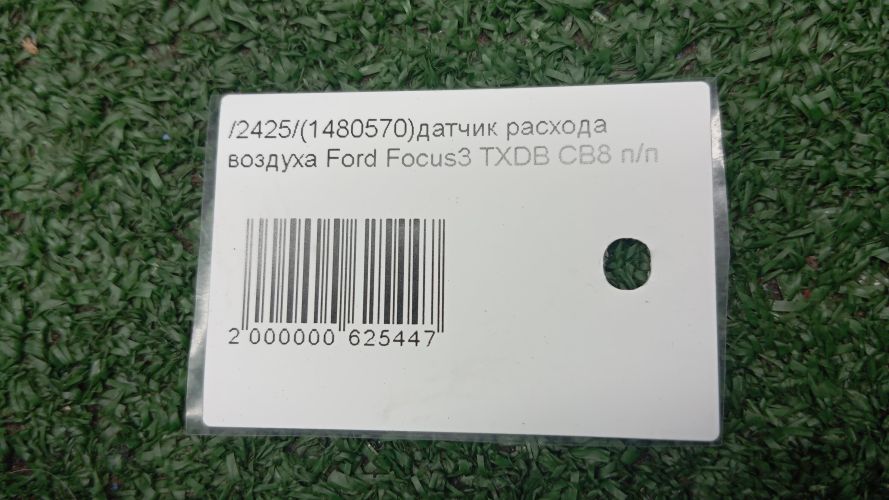 /2425/(1480570)датчик расхода
воздуха Ford Focus3 TXDB CB8 п/п
2 000000 625447